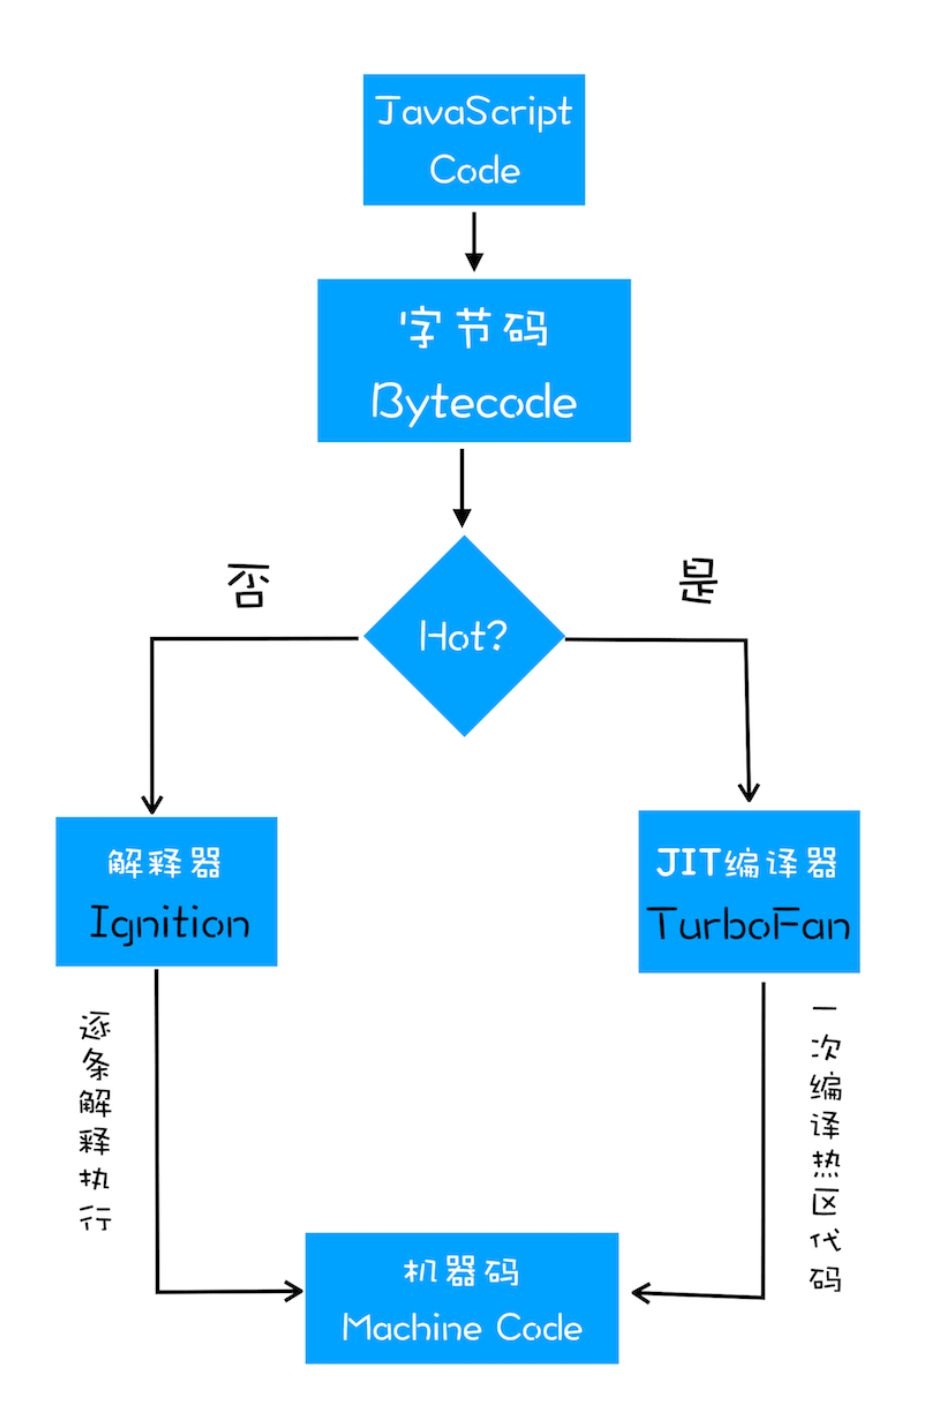 JavaScript
Code
字节码
Bytecode
否
是
Hot?
解释器
Ignition
JIT编译器
TurboFan
逐条解释执行
一次编译热区代码
机器码
Machine Code